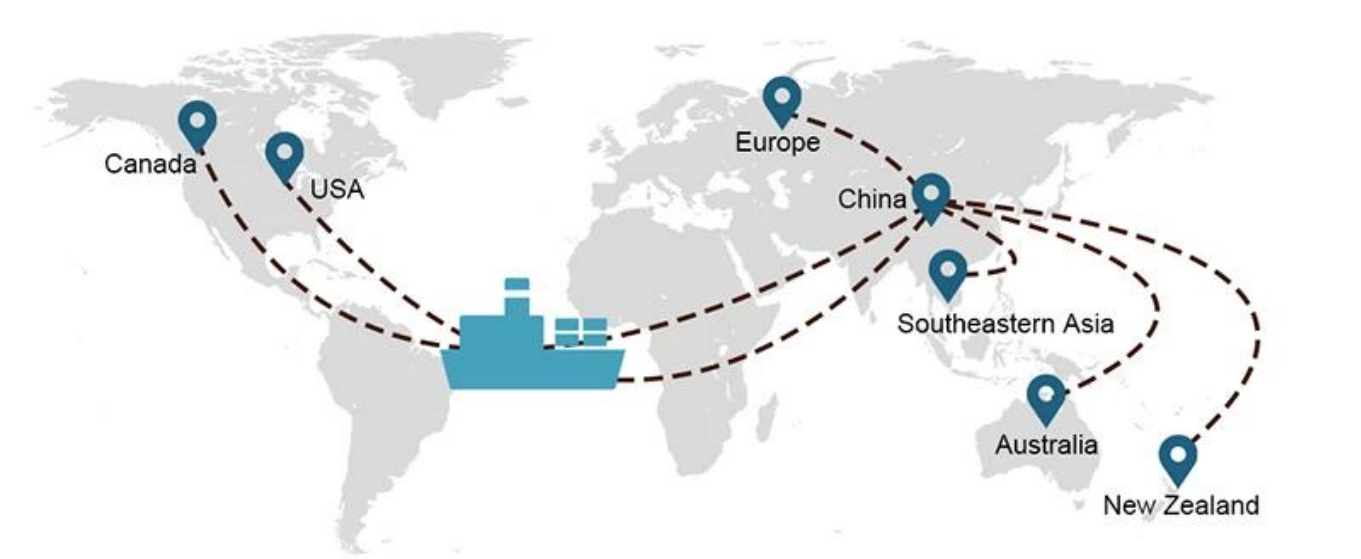 Europe
Canada
USA
China
Southeastern Asia
Australia
New Zealand